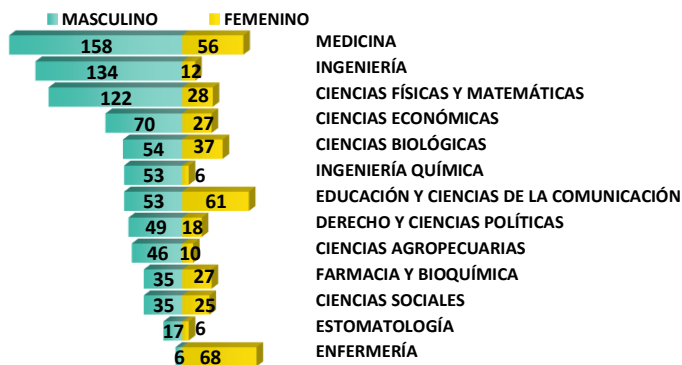 MASCULINO FEMENINO
158 56 MEDICINA
134 12 INGENIERÍA
122 28 CIENCIAS FÍSICAS Y MATEMÁTICAS
70 27 CIENCIAS ECONÓMICAS
54 37 CIENCIAS BIOLÓGICAS
53 6 INGENIERÍA QUÍMICA
53 61 EDUCACIÓN Y CIENCIAS DE LA COMUNICACIÓN
49 18 DERECHO Y CIENCIAS POLÍTICAS
46 10 CIENCIAS AGROPECUARIAS
35 27 FARMACIA Y BIOQUÍMICA
35 25 CIENCIAS SOCIALES
17 6 ESTOMATOLOGÍA
6 68 ENFERMERÍA